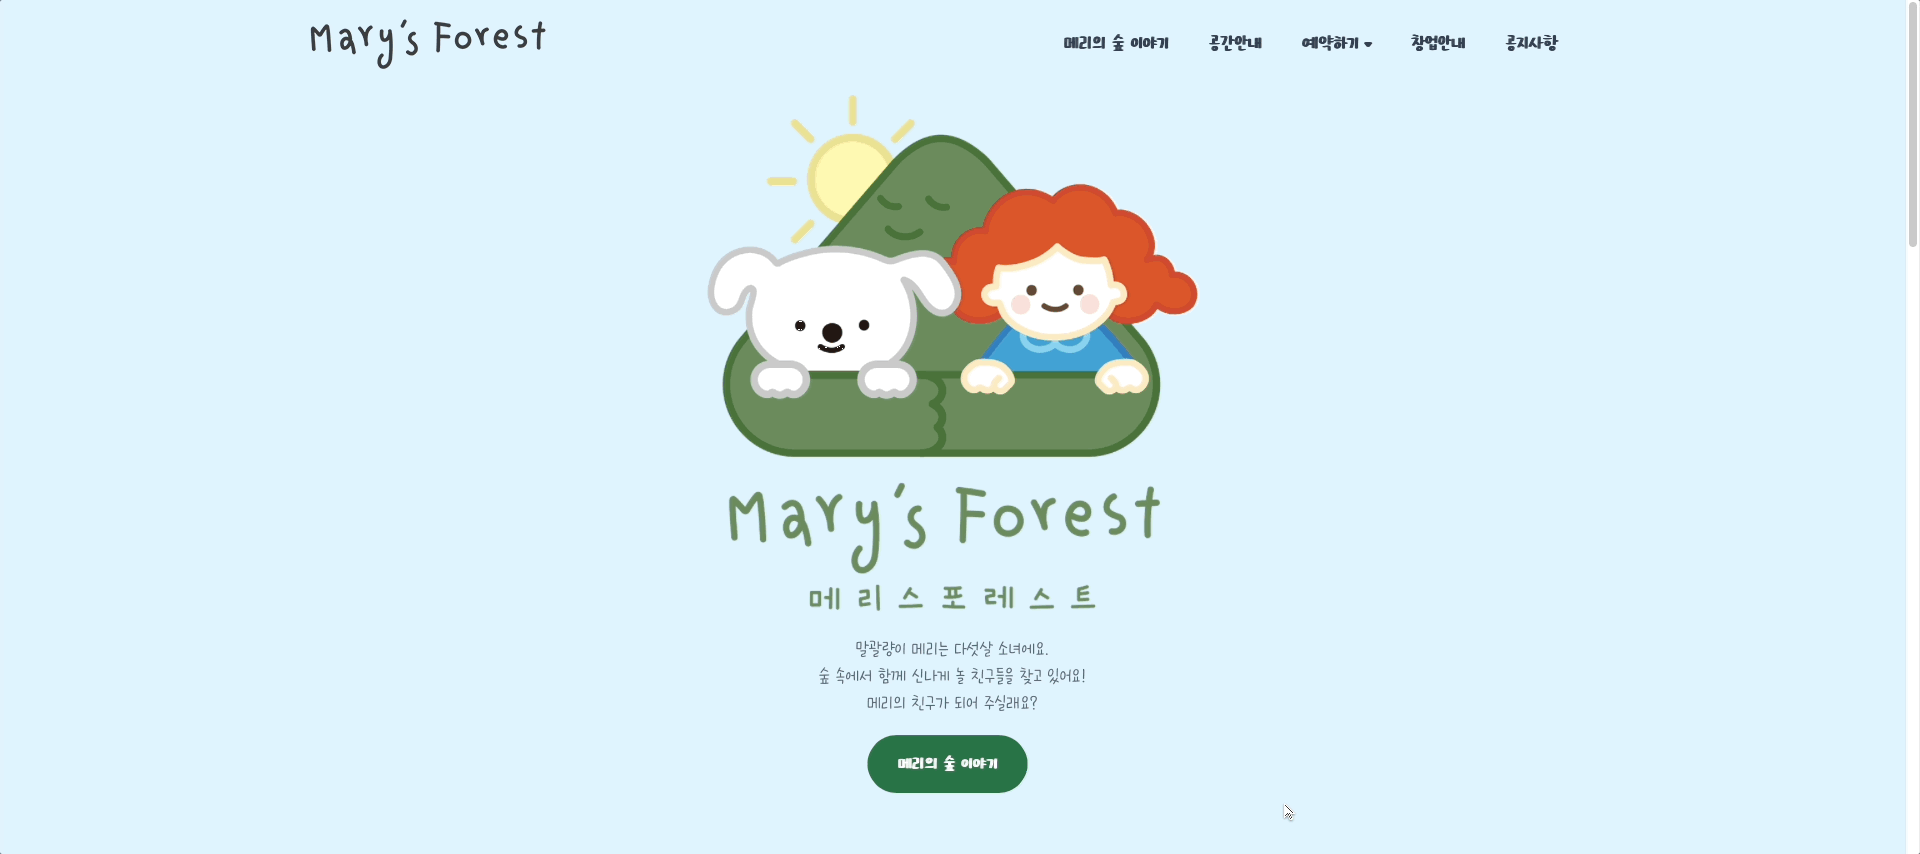 Mary's Forest
메리의 숲 이야기 공간안내 예약하기 창업안내 공지사항
Mary's Forest
메리스포레스트
말괄량이 메리는 다섯살 소녀에요.
숲 속에서 함께 신나게 놀 친구들을 찾고 있어요!
메리의 친구가 되어 주실래요?
메리의 숲 이야기